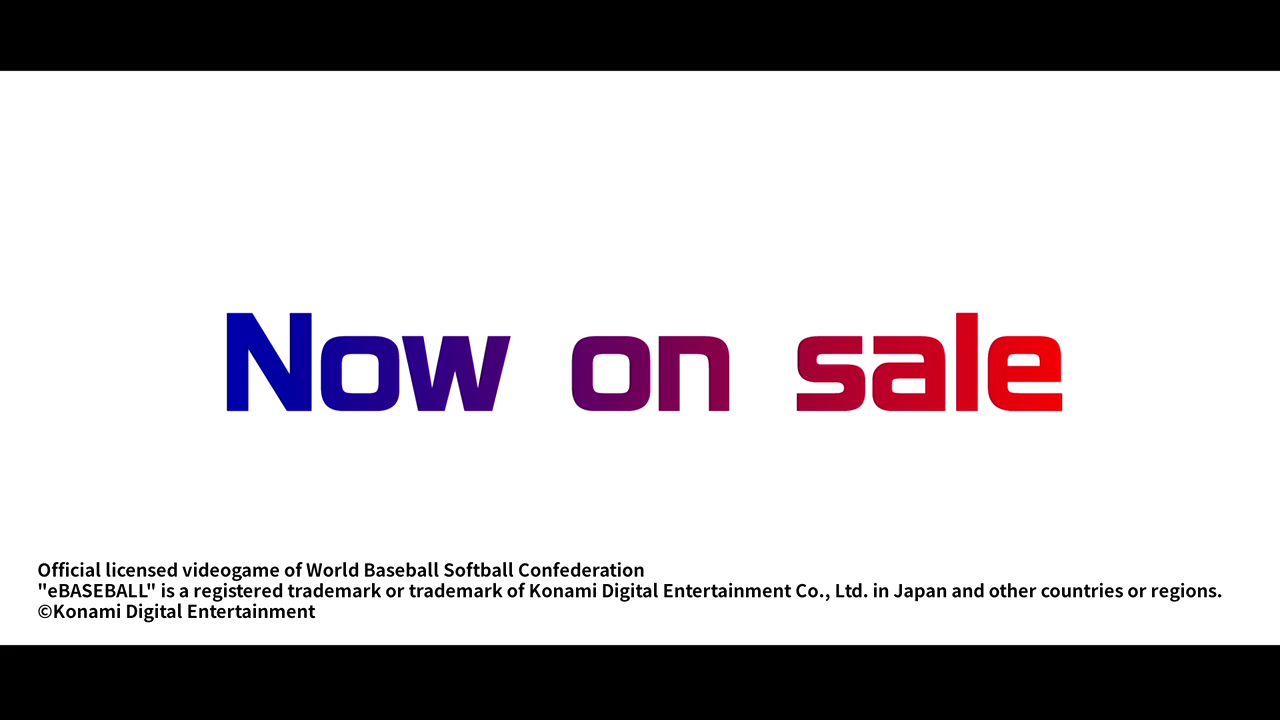 Now on sale
Official licensed videogame of World Baseball Softball Confederation
"eBASEBALL" is a registered trademark or trademark of Konami Digital Entertainment Co., Ltd. in Japan and other countries or regions.
©Konami Digital Entertainment